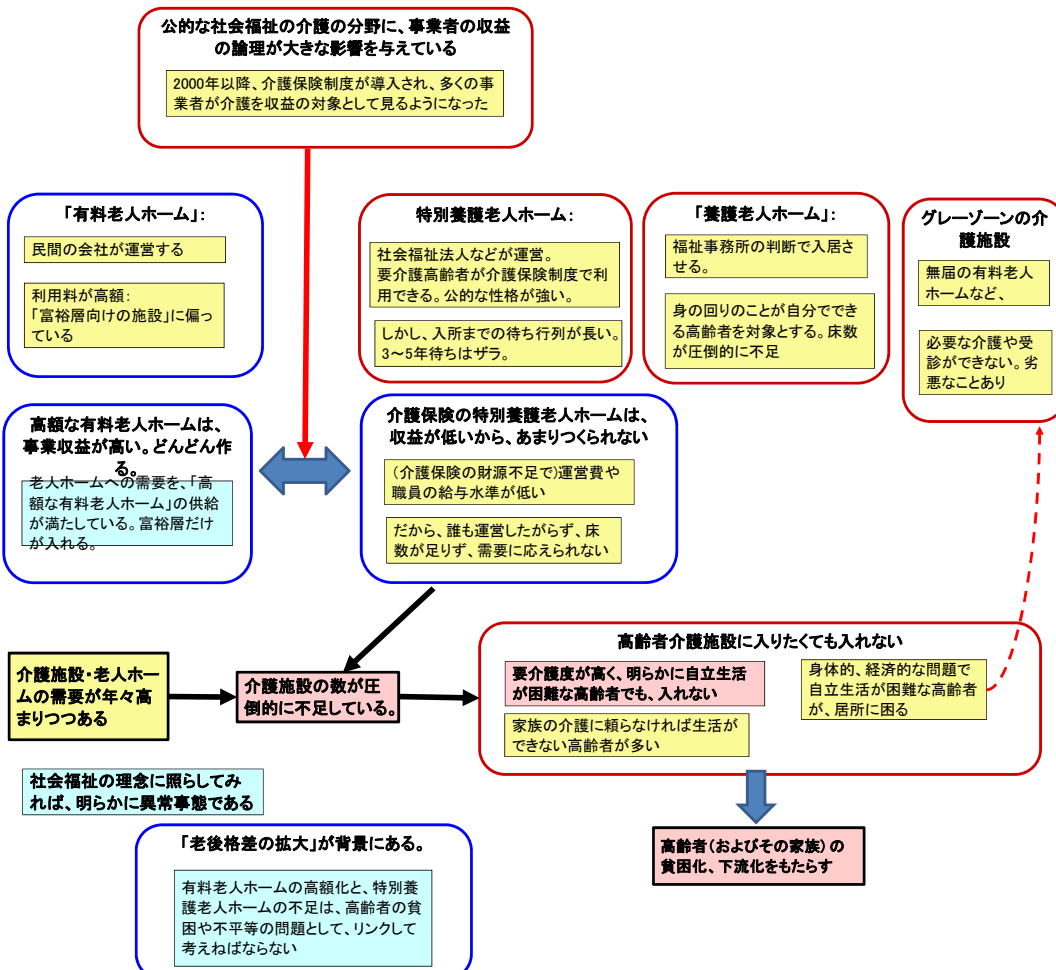 公的な社会福祉の介護の分野に、事業者の収益
の論理が大きな影響を与えている
2000年以降、介護保険制度が導入され、多くの事
業者が介護を収益の対象として見るようになった
「有料老人ホーム」:
民間の会社が運営する
利用料が高額:
「富裕層向けの施設」に偏っ
ている
特別養護老人ホーム:
社会福祉法人などが運営。
要介護高齢者が介護保険制度で利
用できる。公的な性格が強い。
しかし、入所までの待ち行列が長い。
3～5年待ちはザラ。
「養護老人ホーム」:
福祉事務所の判断で入居さ
せる。
身の回りのことが自分ででき
る高齢者を対象とする。床数
が圧倒的に不足
グレーゾーンの介
護施設
無届の有料老人
ホームなど、
必要な介護や受
診ができない。劣
悪なことあり
高額な有料老人ホームは、
事業収益が高い。どんどん作
る。
老人ホームへの需要を、「高
額な有料老人ホーム」の供給
が満たしている。富裕層だけ
が入れる。
介護保険の特別養護老人ホームは、
収益が低いから、あまりつくられない
(介護保険の財源不足で)運営費や
職員の給与水準が低い
だから、誰も運営したがらず、床
数が足りず、需要に応えられない
介護施設・老人ホー
ムの需要が年々高
まりつつある
介護施設の数が圧
倒的に不足している。
高齢者介護施設に入りたくても入れない
要介護度が高く、明らかに自立生活
が困難な高齢者でも、入れない
家族の介護に頼らなければ生活が
できない高齢者が多い
身体的、経済的な問題で
自立生活が困難な高齢者
が、居所に困る
社会福祉の理念に照らしてみ
れば、明らかに異常事態である
「老後格差の拡大」が背景にある。
有料老人ホームの高額化と、特別養
護老人ホームの不足は、高齢者の貧
困や不平等の問題として、リンクして
考えねばならない
高齢者(およびその家族)の
貧困化、下流化をもたらす